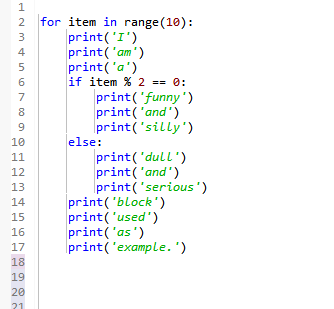 1
2 for item in range(10):
3     print('I')
4     print('am')
5     print('a')
6     if item % 2 == 0:
7         print('funny')
8         print('and')
9         print('silly')
10     else:
11         print('dull')
12         print('and')
13         print('serious')
14     print('block')
15     print('used')
16     print('as')
17     print('example.')
18
19
20
21